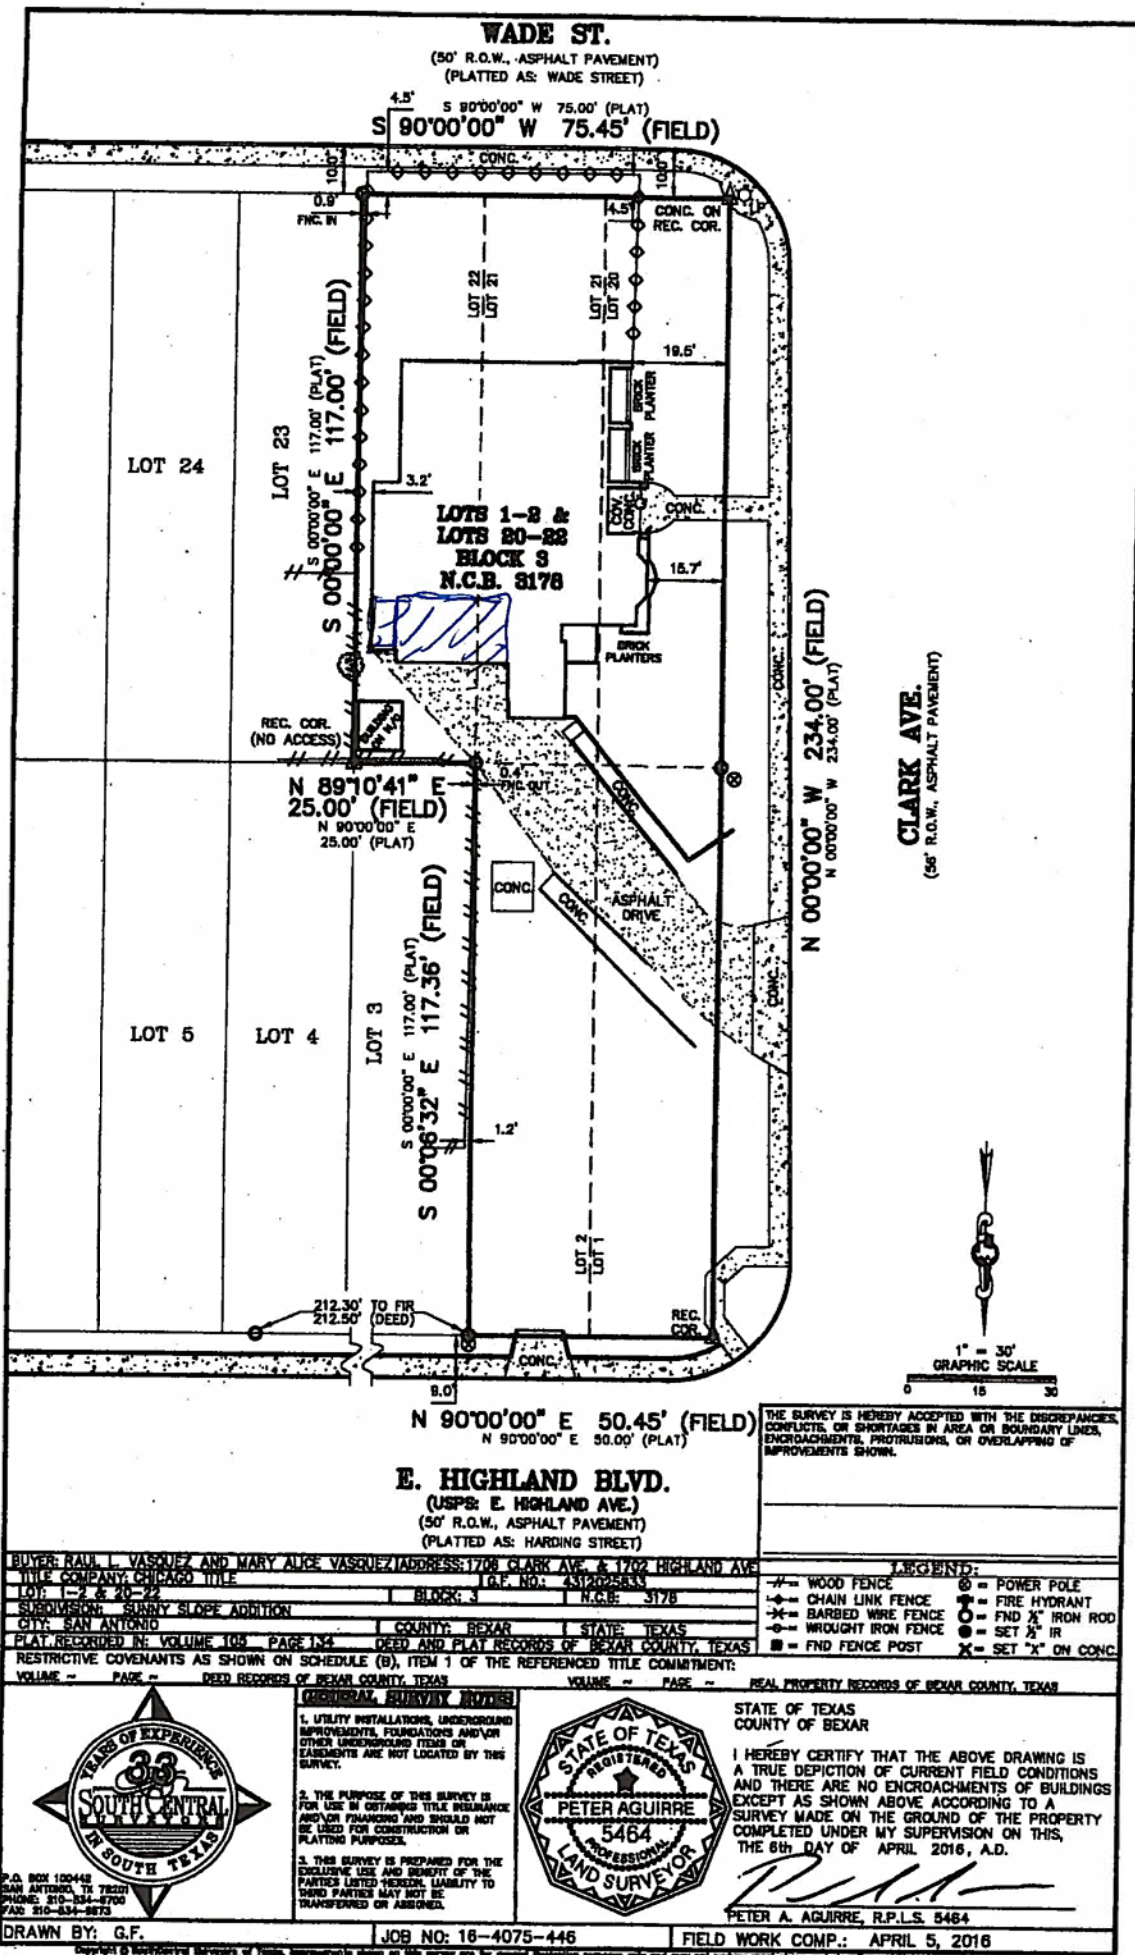 WADE ST.
(50' R.O.W., ASPHALT PAVEMENT)
(PLATTED AS: WADE STREET)
4.5'
S 90°00'00" W 75.00' (PLAT)
S 90°00'00" W 75.45' (FIELD)
CONC.
10.0'
10.0'
0.9'
FNC. IN
4.5'
CONC. ON
REC. COR.
LOT 22
LOT 21
LOT 21
LOT 20
19.5'
BRICK
PLANTER
BRICK
PLANTER
S 00°00'00" E 117.00' (PLAT)
S 00°00'00" E 117.00' (FIELD)
LOT 24
LOT 23
3.2'
LOTS 1-2 &
LOTS 20-22
BLOCK 3
N.C.B. 3178
COV.
CONC.
CONC.
15.7'
BRICK
PLANTERS
CONC.
N 00°00'00" W 234.00' (FIELD)
N 00°00'00" W 234.00' (PLAT)
CLARK AVE.
(56' R.O.W., ASPHALT PAVEMENT)
REC. COR.
(NO ACCESS)
BUILDING
N 89°10'41" E
25.00' (FIELD)
N 90°00'00" E
25.00' (PLAT)
0.4'
FNC. OUT
CONC.
CONC.
CONC.
ASPHALT
DRIVE
CONC.
S 00°00'00" E 117.00' (PLAT)
S 00°06'32" E 117.36' (FIELD)
LOT 5
LOT 4
LOT 3
1.2'
LOT 2
LOT 1
212.30' TO FIR
212.50' (DEED)
REC.
COR.
CONC.
9.0'
1" = 30'
GRAPHIC SCALE
0 15 30
N 90°00'00" E 50.45' (FIELD)
N 90°00'00" E 50.00' (PLAT)
E. HIGHLAND BLVD.
(USPS: E. HIGHLAND AVE.)
(50' R.O.W., ASPHALT PAVEMENT)
(PLATTED AS: HARDING STREET)
THE SURVEY IS HEREBY ACCEPTED WITH THE DISCREPANCIES,
CONFLICTS, OR SHORTAGES IN AREA OR BOUNDARY LINES,
ENCROACHMENTS, PROTRUSIONS, OR OVERLAPPING OF
IMPROVEMENTS SHOWN.
BUYER: RAUL L. VASQUEZ AND MARY ALICE VASQUEZ ADDRESS: 1706 CLARK AVE. & 1702 HIGHLAND AVE
TITLE COMPANY: CHICAGO TITLE G.F. NO.: 4312025833
LOT: 1-2 & 20-22 BLOCK: 3 N.C.B: 3178
SUBDIVISION: SUNNY SLOPE ADDITION
CITY: SAN ANTONIO COUNTY: BEXAR STATE: TEXAS
PLAT RECORDED IN: VOLUME 105 PAGE 134 DEED AND PLAT RECORDS OF BEXAR COUNTY, TEXAS
LEGEND:
= WOOD FENCE = POWER POLE
= CHAIN LINK FENCE = FIRE HYDRANT
= BARBED WIRE FENCE = FND ½" IRON ROD
= WROUGHT IRON FENCE = SET ½" IR
= FND FENCE POST X = SET "X" ON CONC.
RESTRICTIVE COVENANTS AS SHOWN ON SCHEDULE (B), ITEM 1 OF THE REFERENCED TITLE COMMITMENT:
VOLUME ~ PAGE ~ DEED RECORDS OF BEXAR COUNTY, TEXAS VOLUME ~ PAGE ~ REAL PROPERTY RECORDS OF BEXAR COUNTY, TEXAS
YEARS OF EXPERIENCE
33
SOUTH CENTRAL
SURVEYORS
IN SOUTH TEXAS
P.O. BOX 100442
SAN ANTONIO, TX 78201
PHONE: 210-834-8700
FAX: 210-834-8873
GENERAL SURVEY NOTES
1. UTILITY INSTALLATIONS, UNDERGROUND
IMPROVEMENTS, FOUNDATIONS AND/OR
OTHER UNDERGROUND ITEMS OR
EASEMENTS ARE NOT LOCATED BY THIS
SURVEY.
2. THE PURPOSE OF THIS SURVEY IS
FOR USE IN OBTAINING TITLE INSURANCE
AND/OR FINANCING AND SHOULD NOT
BE USED FOR CONSTRUCTION OR
PLATTING PURPOSES.
3. THIS SURVEY IS PREPARED FOR THE
EXCLUSIVE USE AND BENEFIT OF THE
PARTIES LISTED HEREON. LIABILITY TO
THIRD PARTIES MAY NOT BE
TRANSFERRED OR ASSIGNED.
STATE OF TEXAS
REGISTERED
PETER AGUIRRE
5464
PROFESSIONAL
LAND SURVEYOR
STATE OF TEXAS
COUNTY OF BEXAR
I HEREBY CERTIFY THAT THE ABOVE DRAWING IS
A TRUE DEPICTION OF CURRENT FIELD CONDITIONS
AND THERE ARE NO ENCROACHMENTS OF BUILDINGS
EXCEPT AS SHOWN ABOVE ACCORDING TO A
SURVEY MADE ON THE GROUND OF THE PROPERTY
COMPLETED UNDER MY SUPERVISION ON THIS,
THE 6th DAY OF APRIL 2016, A.D.
PETER A. AGUIRRE, R.P.L.S. 5464
DRAWN BY: G.F. JOB NO: 16-4075-446 FIELD WORK COMP.: APRIL 5, 2016